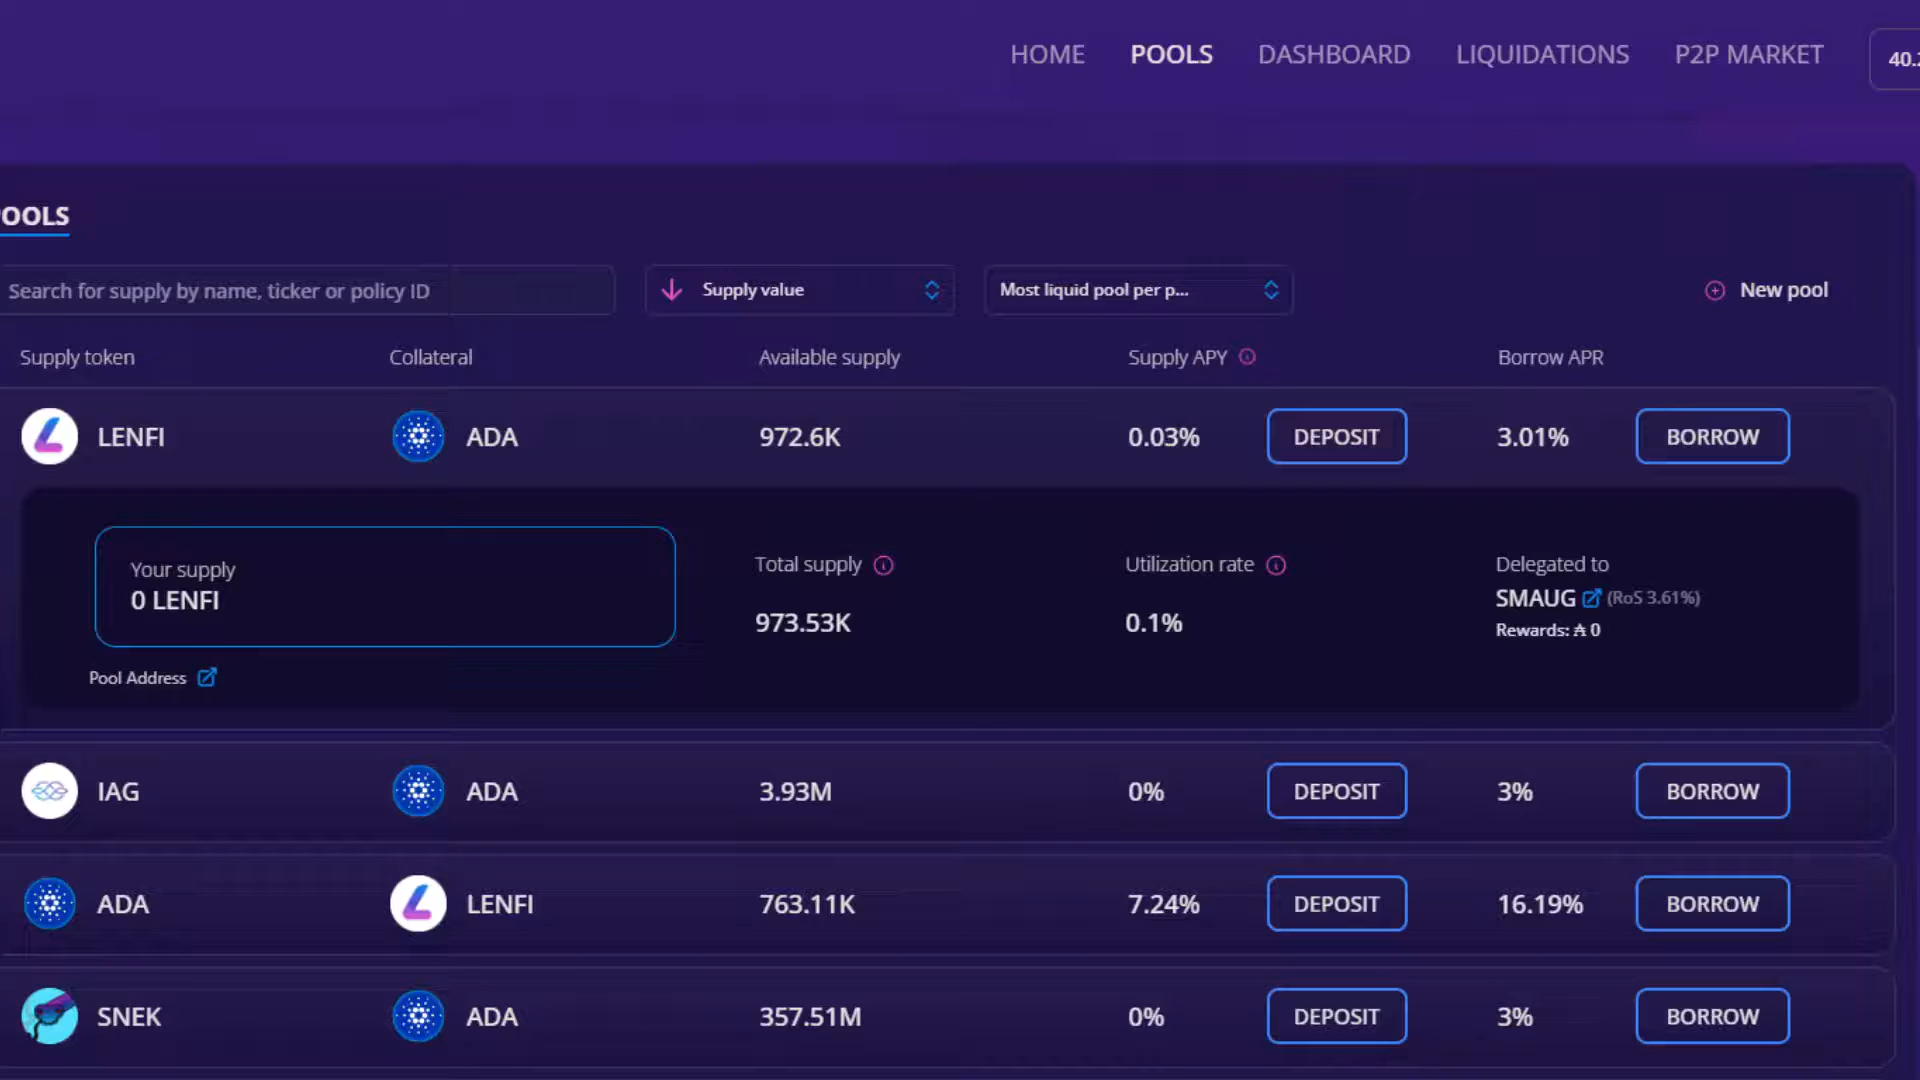 HOME POOLS DASHBOARD LIQUIDATIONS P2P MARKET 40.2
POOLS
Search for supply by name, ticker or policy ID Supply value Most liquid pool per p... New pool
Supply token Collateral Available supply Supply APY Borrow APR
LENFI ADA 972.6K 0.03% DEPOSIT 3.01% BORROW
Your supply
0 LENFI
Total supply
973.53K
Utilization rate
0.1%
Delegated to
SMAUG (RoS 3.61%)
Rewards: ₳ 0
Pool Address
IAG ADA 3.93M 0% DEPOSIT 3% BORROW
ADA LENFI 763.11K 7.24% DEPOSIT 16.19% BORROW
SNEK ADA 357.51M 0% DEPOSIT 3% BORROW